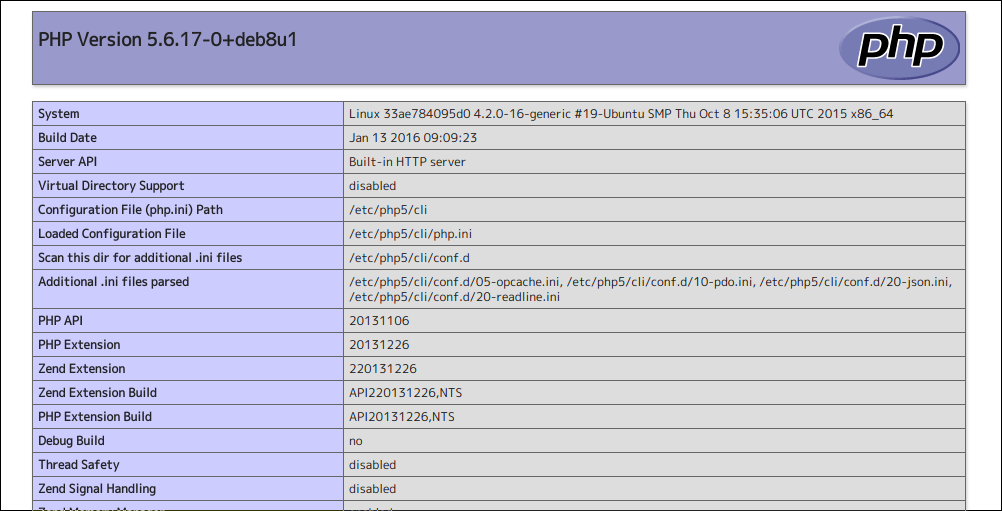 PHP Version 5.6.17-0+deb8u1
php
System Linux 33ae784095d0 4.2.0-16-generic #19-Ubuntu SMP Thu Oct 8 15:35:06 UTC 2015 x86_64
Build Date Jan 13 2016 09:09:23
Server API Built-in HTTP server
Virtual Directory Support disabled
Configuration File (php.ini) Path /etc/php5/cli
Loaded Configuration File /etc/php5/cli/php.ini
Scan this dir for additional .ini files /etc/php5/cli/conf.d
Additional .ini files parsed /etc/php5/cli/conf.d/05-opcache.ini, /etc/php5/cli/conf.d/10-pdo.ini, /etc/php5/cli/conf.d/20-json.ini,
/etc/php5/cli/conf.d/20-readline.ini
PHP API 20131106
PHP Extension 20131226
Zend Extension 220131226
Zend Extension Build API220131226,NTS
PHP Extension Build API20131226,NTS
Debug Build no
Thread Safety disabled
Zend Signal Handling disabled